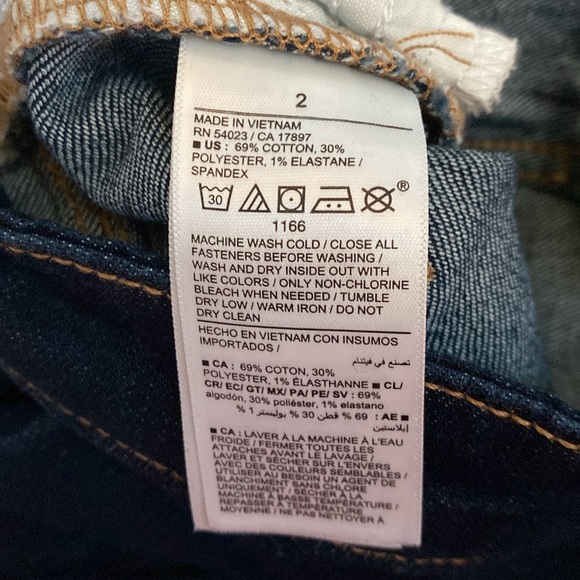 2
MADE IN VIETNAM
RN 54023 / CA 17897
■ US : 69% COTTON, 30%
POLYESTER, 1% ELASTANE /
SPANDEX
30
®
1166
MACHINE WASH COLD / CLOSE ALL
FASTENERS BEFORE WASHING /
WASH AND DRY INSIDE OUT WITH
LIKE COLORS / ONLY NON-CHLORINE
BLEACH WHEN NEEDED / TUMBLE
DRY LOW / WARM IRON / DO NOT
DRY CLEAN
HECHO EN VIETNAM CON INSUMOS
IMPORTADOS /
تصنع في فيتنام
■ CA : 69% COTON, 30%
POLYESTER, 1% ÉLASTHANNE ■ CL/
CR/ EC/ GT/ MX/ PA/ PE/ SV : 69%
algodón, 30% poliéster, 1% elastano
■ AE : 69 % قطن 30 % بوليستر 1 %
إيلاستين
■ CA : LAVER À LA MACHINE À L'EAU
FROIDE / FERMER TOUTES LES
ATTACHES AVANT LE LAVAGE /
LAVER ET SÉCHER SUR L'ENVERS
AVEC DES COULEURS SEMBLABLES /
UTILISER AU BESOIN UN AGENT DE
BLANCHIMENT SANS CHLORE
UNIQUEMENT / SÉCHER À LA
MACHINE À BASSE TEMPÉRATURE /
REPASSER À TEMPÉRATURE
MOYENNE / NE PAS NETTOYER À